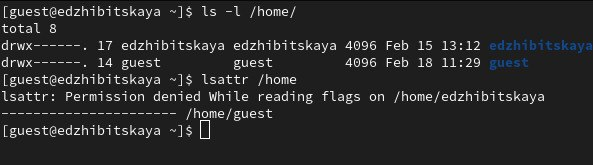 [guest@edzhibitskaya ~]$ ls -l /home/
total 8
drwx------. 17 edzhibitskaya edzhibitskaya 4096 Feb 15 13:12 edzhibitskaya
drwx------. 14 guest         guest         4096 Feb 18 11:29 guest
[guest@edzhibitskaya ~]$ lsattr /home
lsattr: Permission denied While reading flags on /home/edzhibitskaya
---------------------- /home/guest
[guest@edzhibitskaya ~]$